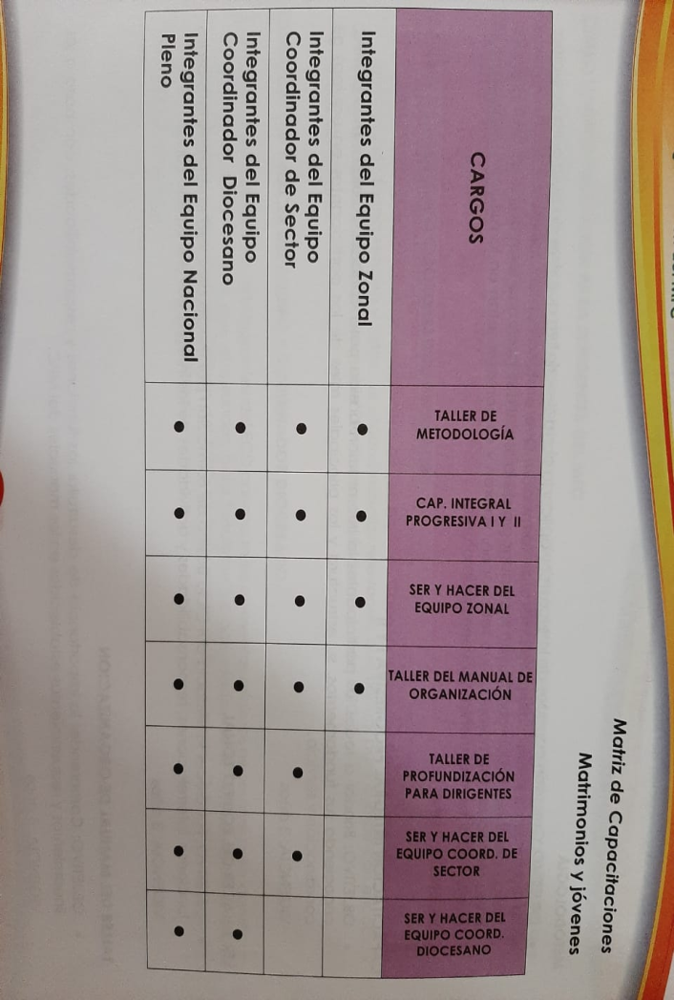 Matriz de Capacitaciones
Matrimonios y jóvenes
CARGOS
TALLER DE
METODOLOGÍA
CAP. INTEGRAL
PROGRESIVA I Y II
SER Y HACER DEL
EQUIPO ZONAL
TALLER DEL MANUAL DE
ORGANIZACIÓN
TALLER DE
PROFUNDIZACIÓN
PARA DIRIGENTES
SER Y HACER DEL
EQUIPO COORD. DE
SECTOR
SER Y HACER DEL
EQUIPO COORD.
DIOCESANO
Integrantes del Equipo Zonal
● ● ● ●
Integrantes del Equipo
Coordinador de Sector
● ● ● ● ● ●
Integrantes del Equipo
Coordinador Diocesano
● ● ● ● ● ● ●
Integrantes del Equipo Nacional
Pleno
● ● ● ● ● ● ●